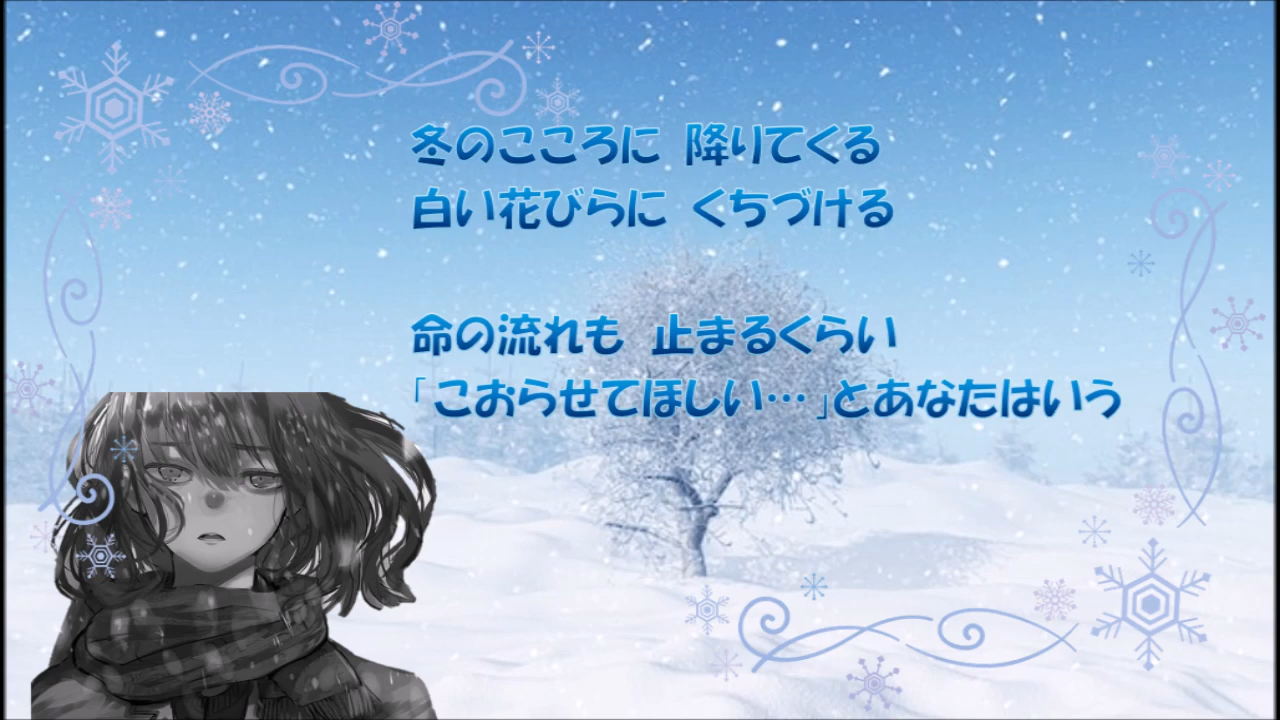 冬のこころに 降りてくる
白い花びらに くちづける
命の流れも 止まるくらい
「こおらせてほしい…」とあなたはいう